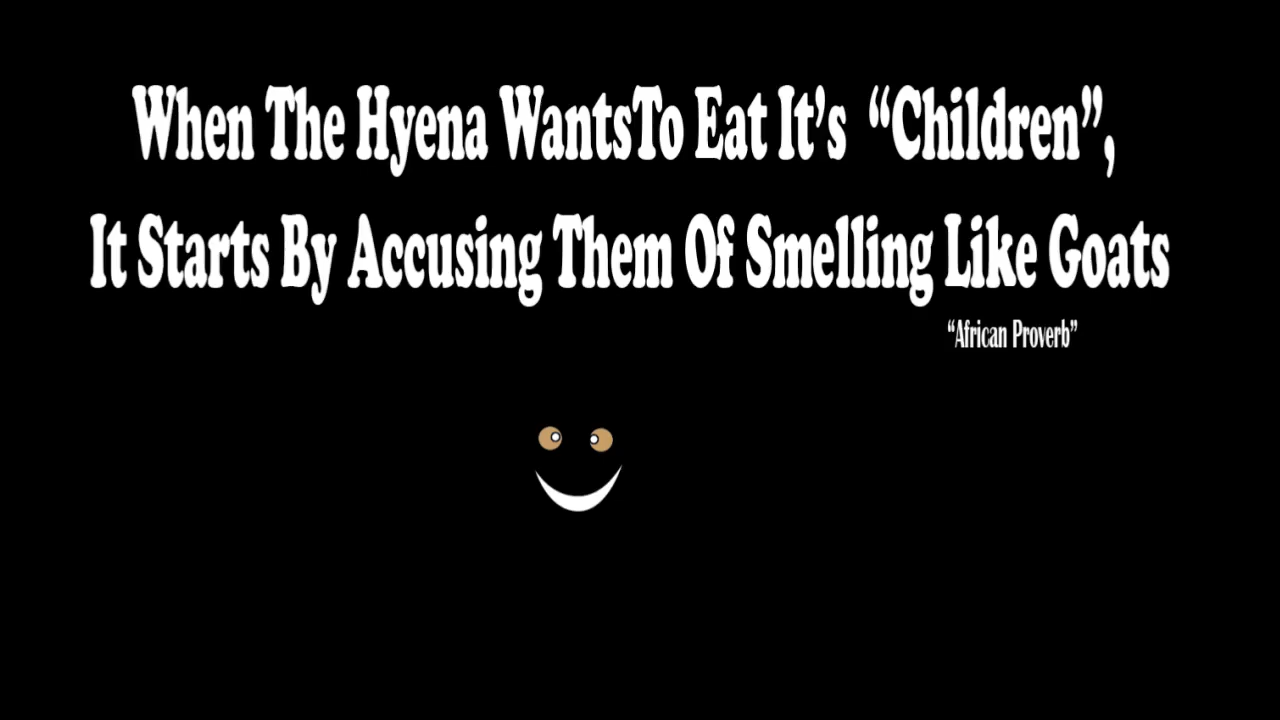 When The Hyena WantsTo Eat It's “Children”,
It Starts By Accusing Them Of Smelling Like Goats
“African Proverb”